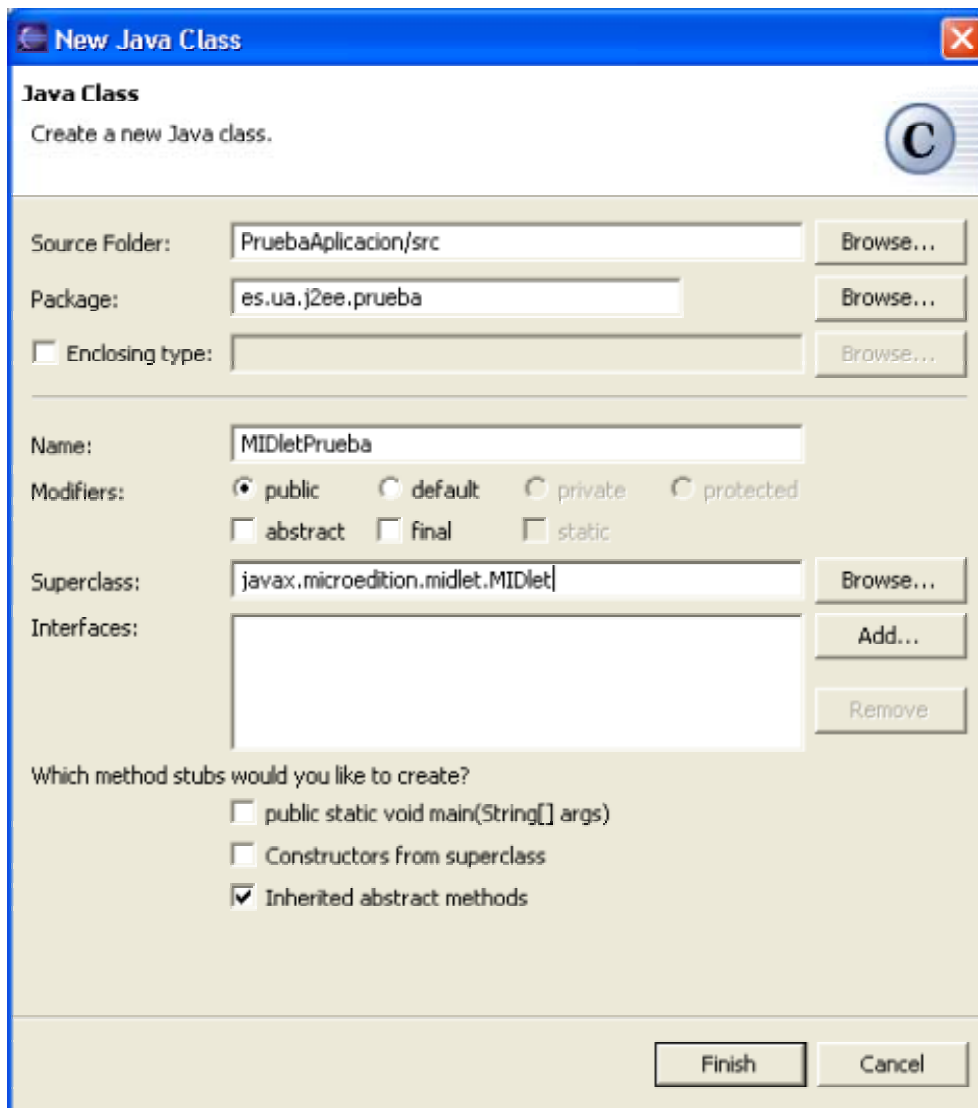 New Java Class
Java Class
Create a new Java class.
C
Source Folder: PruebaAplicacion/src Browse...
Package: es.ua.j2ee.prueba Browse...
Enclosing type: Browse...
Name: MIDletPrueba
Modifiers: public default private protected
abstract final static
Superclass: javax.microedition.midlet.MIDlet Browse...
Interfaces: Add...
Remove
Which method stubs would you like to create?
public static void main(String[] args)
Constructors from superclass
Inherited abstract methods
Finish Cancel